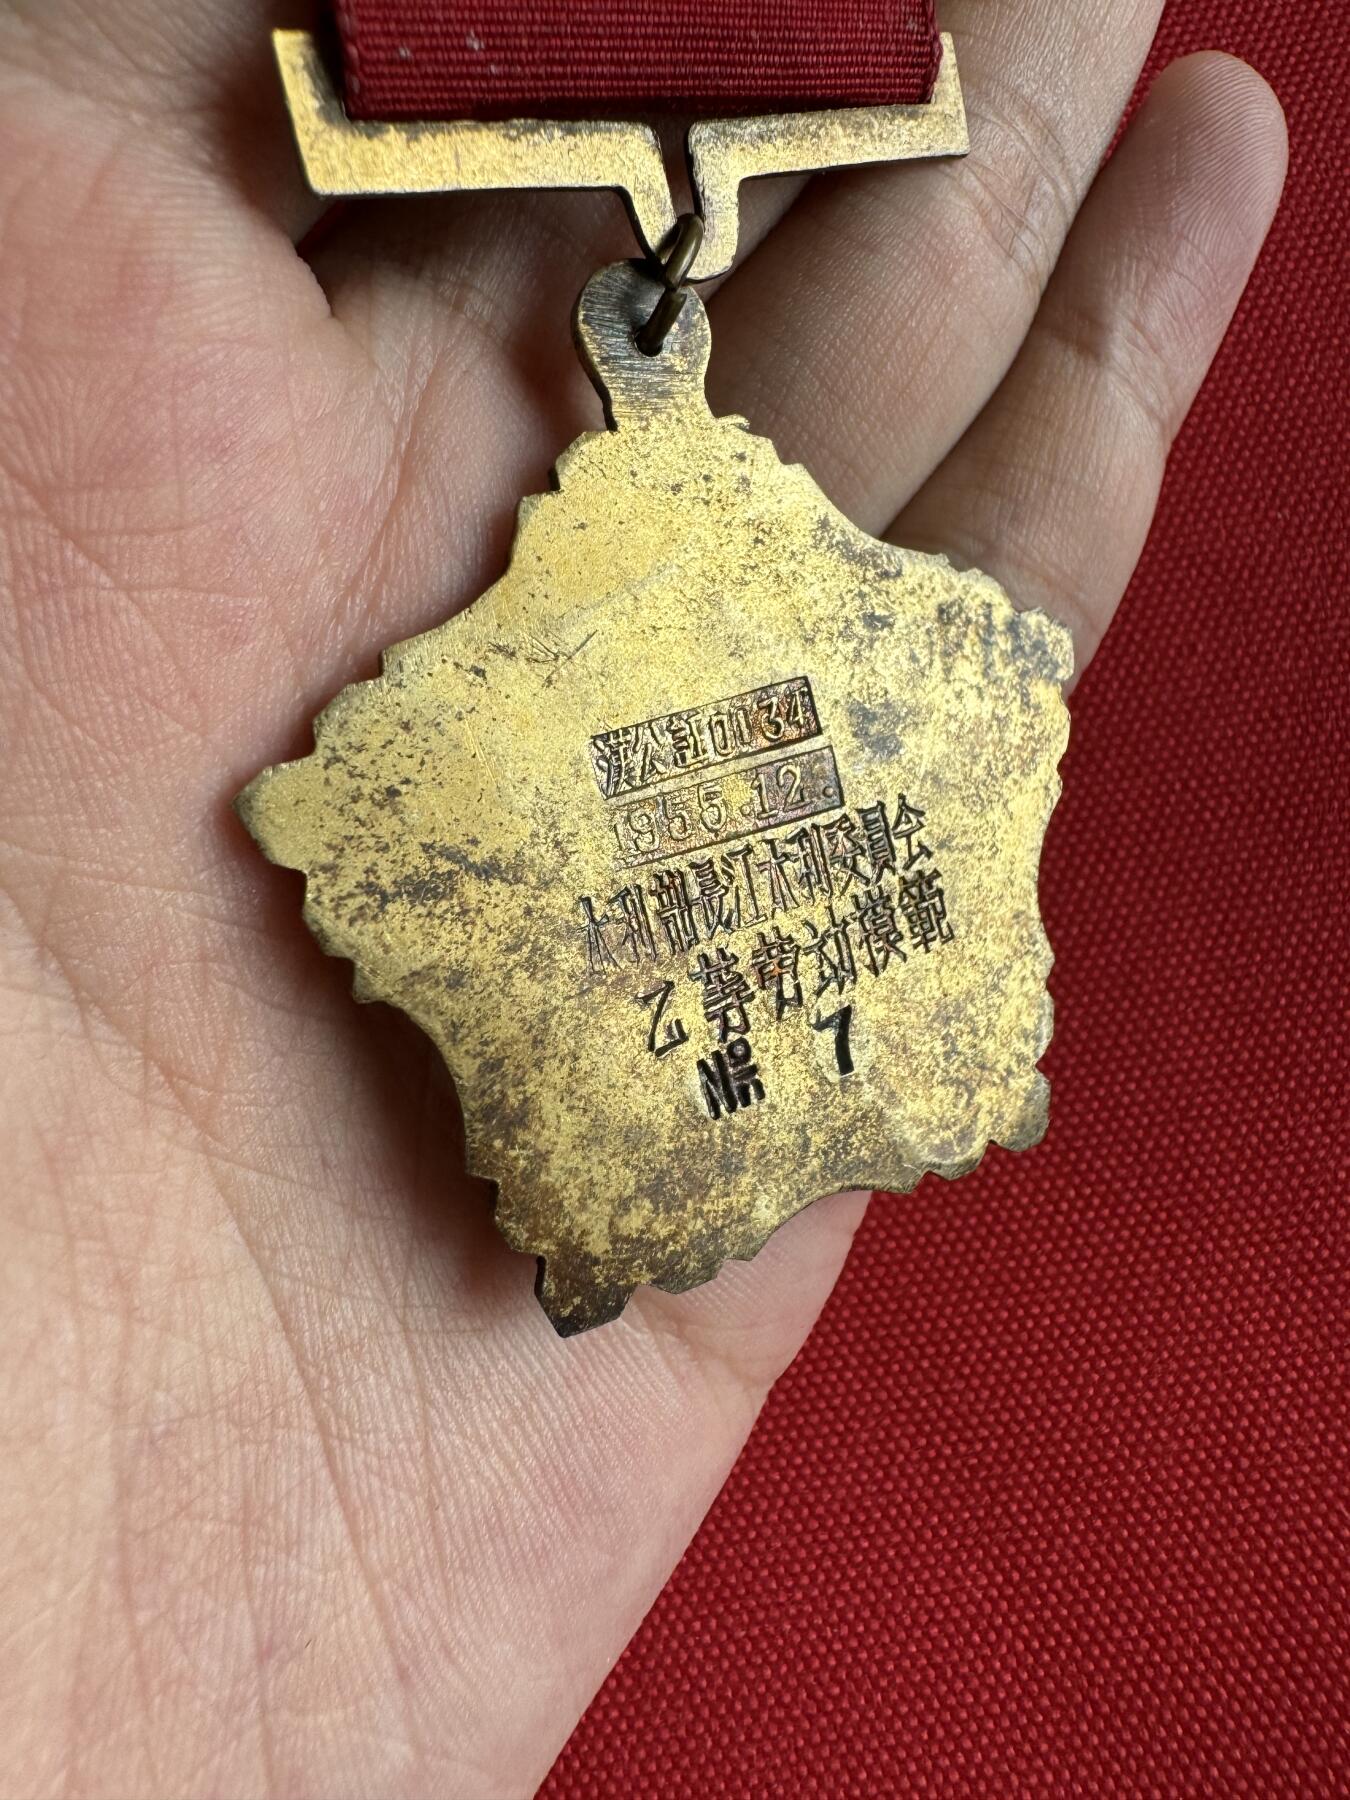 漢公証0034
1955.12.
水利部長江水利委員会
乙等劳动模範
№ 7